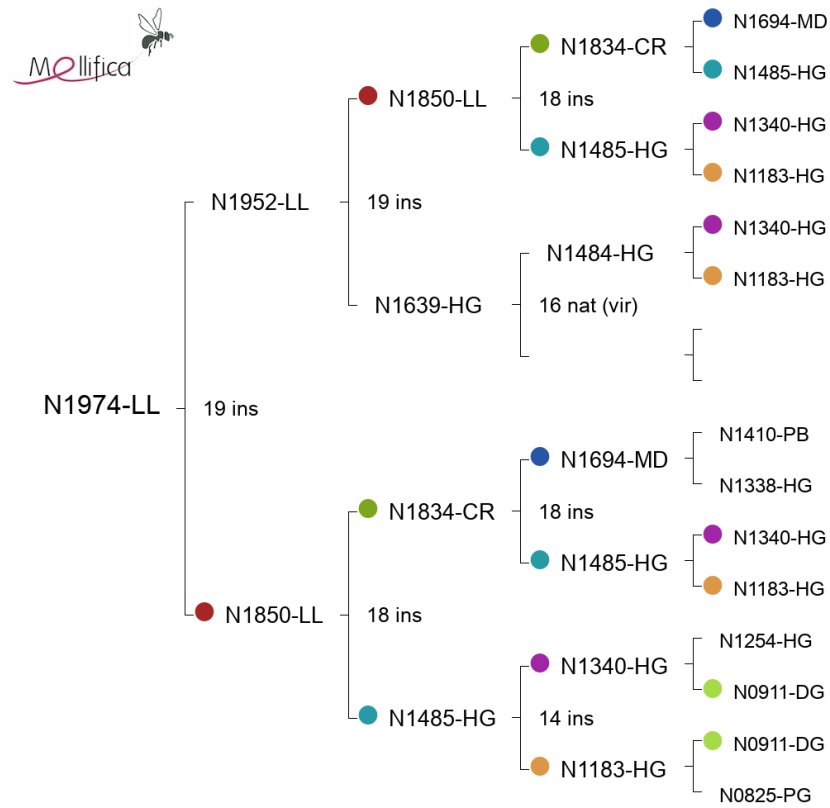 Mellifica
N1694-MD
N1834-CR
N1485-HG
N1850-LL
18 ins
N1340-HG
N1485-HG
N1183-HG
N1952-LL
19 ins
N1340-HG
N1484-HG
N1183-HG
N1639-HG
16 nat (vir)
N1974-LL
19 ins
N1410-PB
N1694-MD
N1338-HG
N1834-CR
18 ins
N1340-HG
N1485-HG
N1183-HG
N1850-LL
18 ins
N1254-HG
N1340-HG
N0911-DG
N1485-HG
14 ins
N0911-DG
N1183-HG
N0825-PG